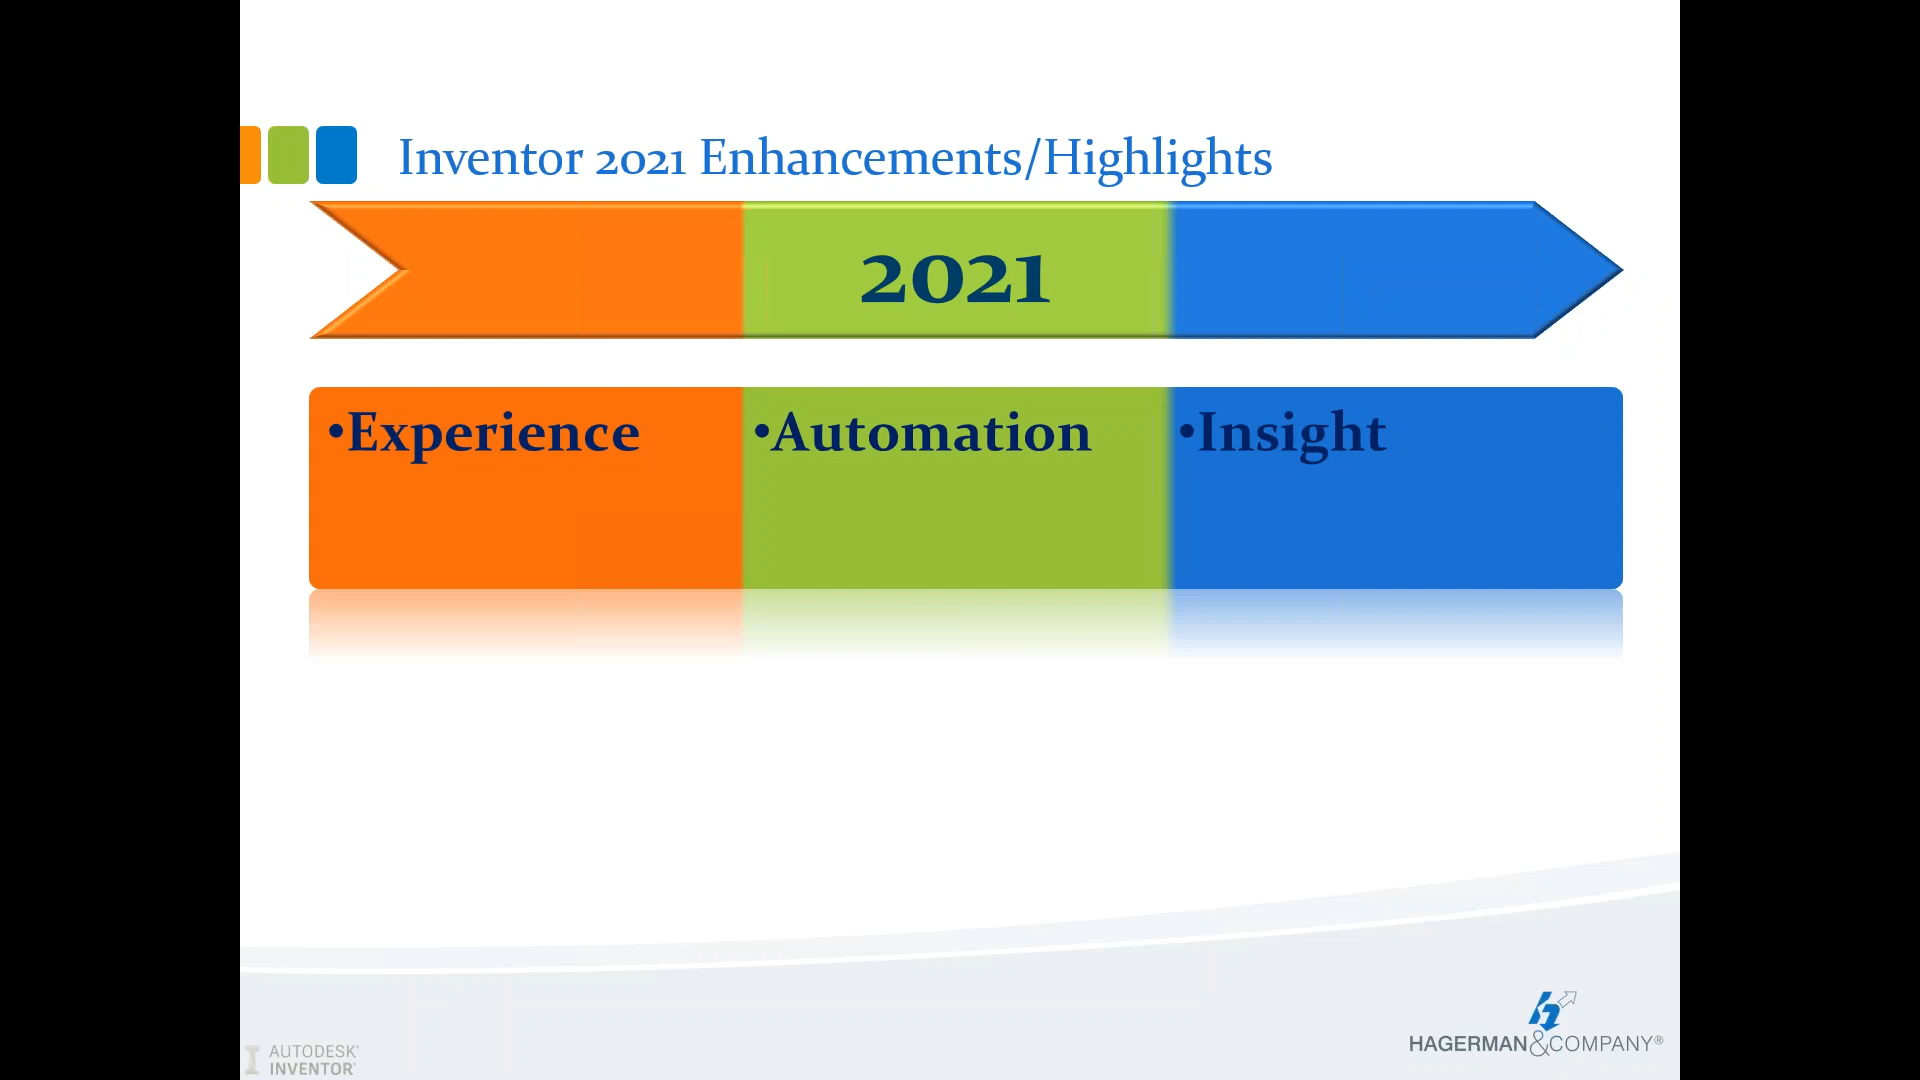 Inventor 2021 Enhancements/Highlights
2021
•Experience
•Automation
•Insight
AUTODESK®
INVENTOR®
HAGERMAN&COMPANY®